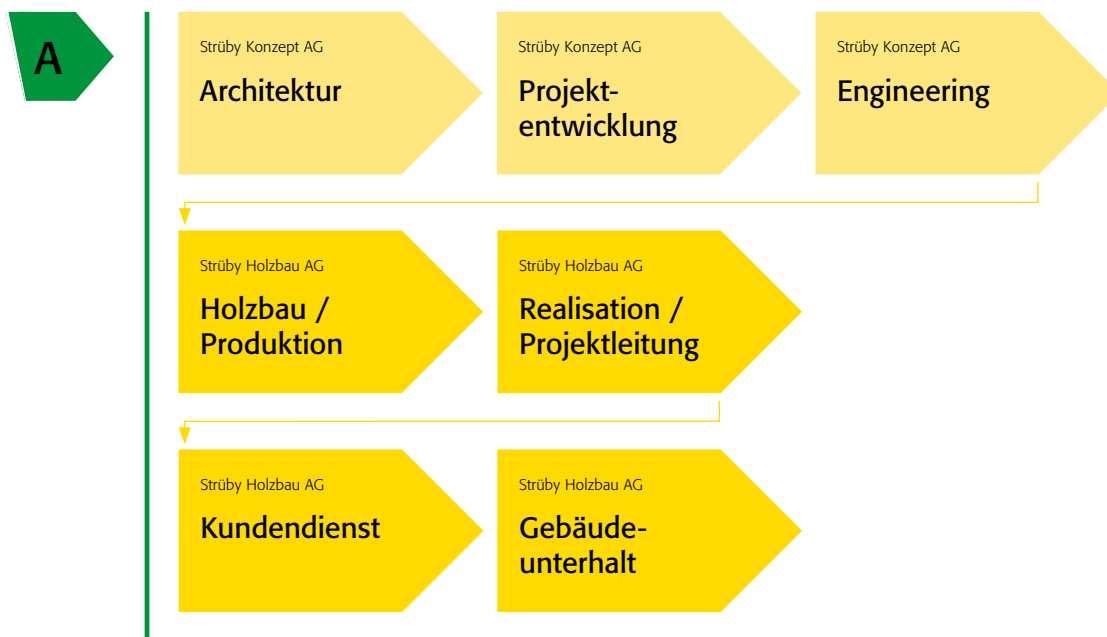 A
Strüby Konzept AG
Architektur
Strüby Konzept AG
Projekt-
entwicklung
Strüby Konzept AG
Engineering
Strüby Holzbau AG
Holzbau /
Produktion
Strüby Holzbau AG
Realisation /
Projektleitung
Strüby Holzbau AG
Kundendienst
Strüby Holzbau AG
Gebäude-
unterhalt